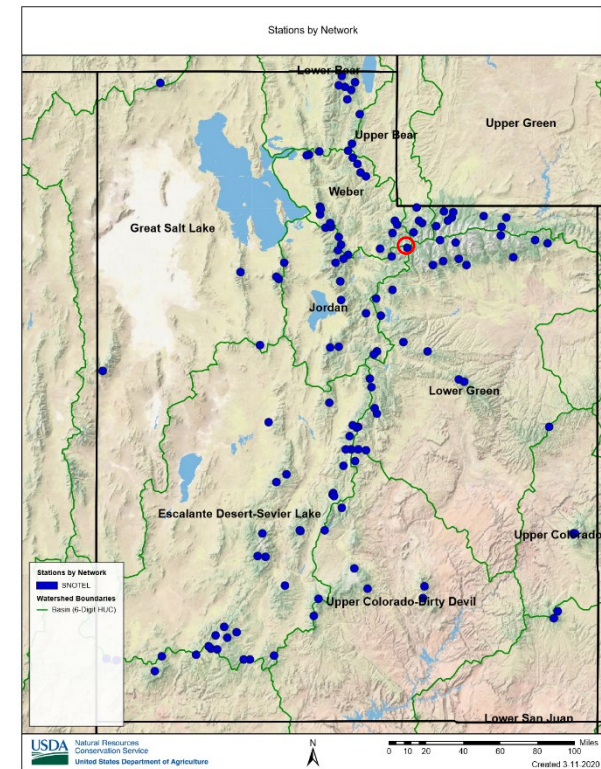 Stations by Network
Lower Bear
Upper Bear
Upper Green
Weber
Great Salt Lake
Jordan
Lower Green
Escalante Desert-Sevier Lake
Upper Colorado
Upper Colorado-Dirty Devil
Lower San Juan
Stations by Network
SNOTEL
Watershed Boundaries
Basin (6-Digit HUC)
USDA
Natural Resources
Conservation Service
United States Department of Agriculture
N
Miles
0 10 20 40 60 80 100
Created 3.11.2020